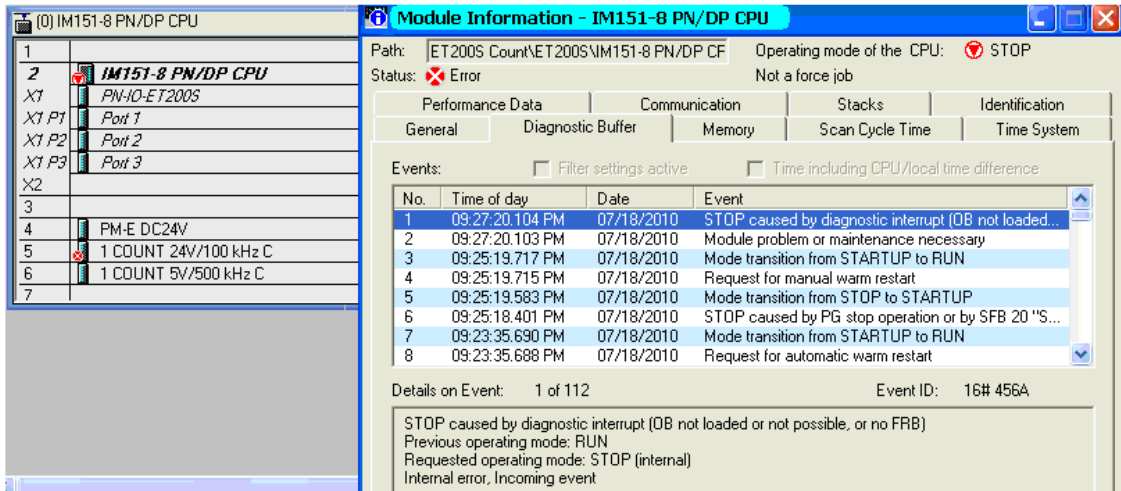 (0) IM151-8 PN/DP CPU
1
2 IM151-8 PN/DP CPU
X1 PN-IO-ET200S
X1 P1 Port 1
X1 P2 Port 2
X1 P3 Port 3
X2
3
4 PM-E DC24V
5 1 COUNT 24V/100 kHz C
6 1 COUNT 5V/500 kHz C
7
Module Information - IM151-8 PN/DP CPU
Path: ET200S Count\ET200S\IM151-8 PN/DP CF Operating mode of the CPU: STOP
Status: Error Not a force job
Performance Data Communication Stacks Identification
General Diagnostic Buffer Memory Scan Cycle Time Time System
Events: Filter settings active Time including CPU/local time difference
No. Time of day Date Event
1 09:27:20.104 PM 07/18/2010 STOP caused by diagnostic interrupt (OB not loaded...
2 09:27:20.103 PM 07/18/2010 Module problem or maintenance necessary
3 09:25:19.717 PM 07/18/2010 Mode transition from STARTUP to RUN
4 09:25:19.715 PM 07/18/2010 Request for manual warm restart
5 09:25:19.583 PM 07/18/2010 Mode transition from STOP to STARTUP
6 09:25:18.401 PM 07/18/2010 STOP caused by PG stop operation or by SFB 20 "S...
7 09:23:35.690 PM 07/18/2010 Mode transition from STARTUP to RUN
8 09:23:35.688 PM 07/18/2010 Request for automatic warm restart
Details on Event: 1 of 112 Event ID: 16# 456A
STOP caused by diagnostic interrupt (OB not loaded or not possible, or no FRB)
Previous operating mode: RUN
Requested operating mode: STOP (internal)
Internal error, Incoming event